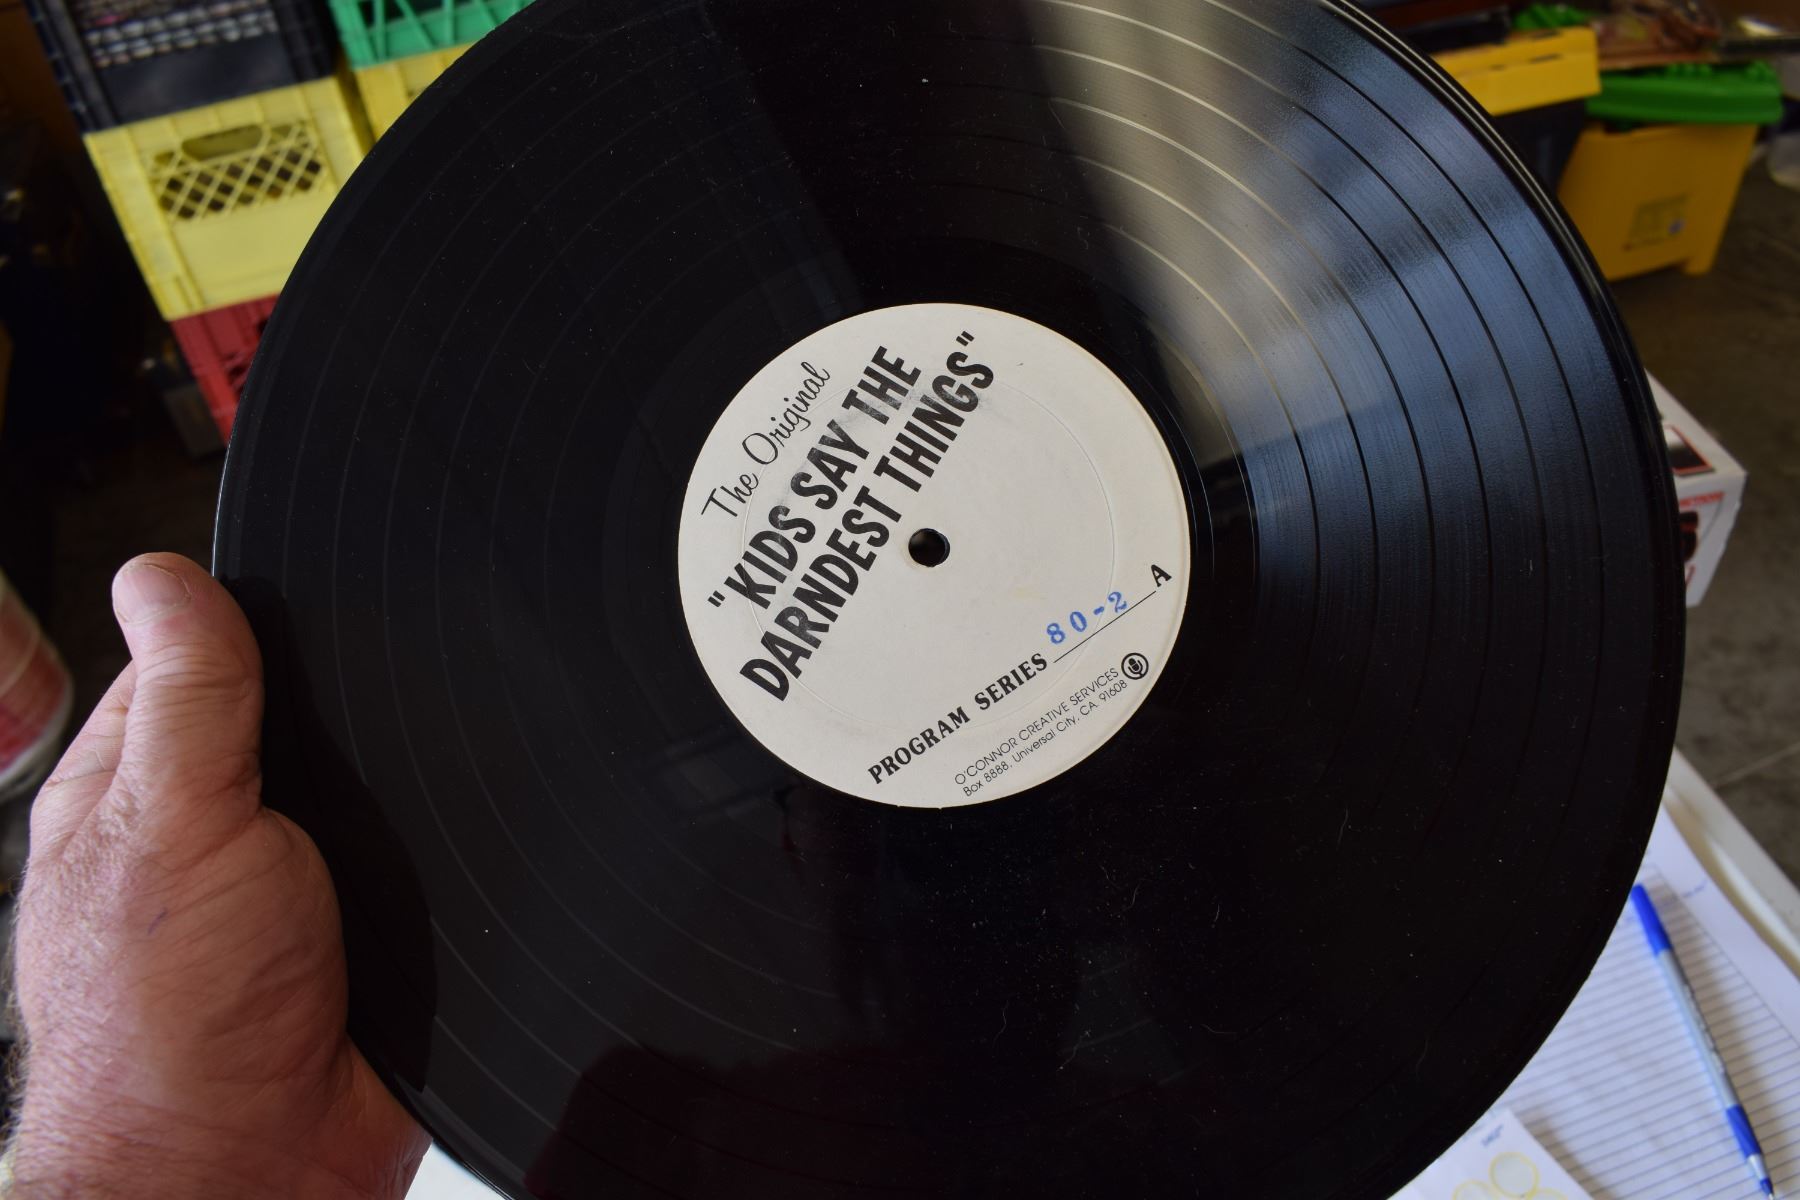 The Original
"KIDS SAY THE
DARNDEST THINGS"
PROGRAM SERIES 80-2 A
O'CONNOR CREATIVE SERVICES
Box 8888, Universal City, CA. 91608